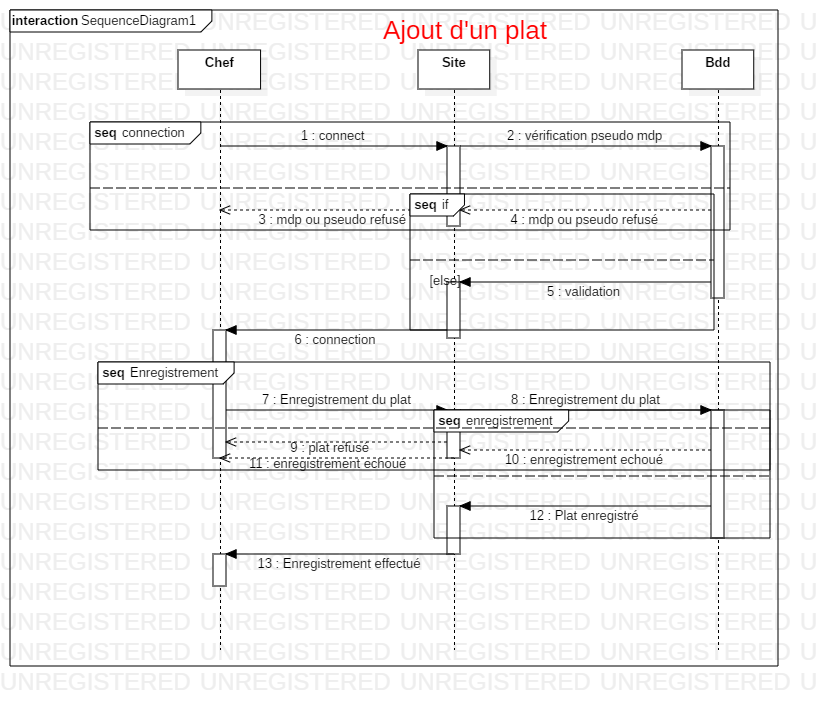 interaction SequenceDiagram1
Ajout d'un plat
Chef
Site
Bdd
seq connection
1 : connect
2 : vérification pseudo mdp
seq if
3 : mdp ou pseudo refusé
4 : mdp ou pseudo refusé
[else]
5 : validation
6 : connection
seq Enregistrement
7 : Enregistrement du plat
8 : Enregistrement du plat
seq enregistrement
9 : plat refusé
10 : enregistrement echoué
11 : enregistrement echoué
12 : Plat enregistré
13 : Enregistrement effectué
UNREGISTERED